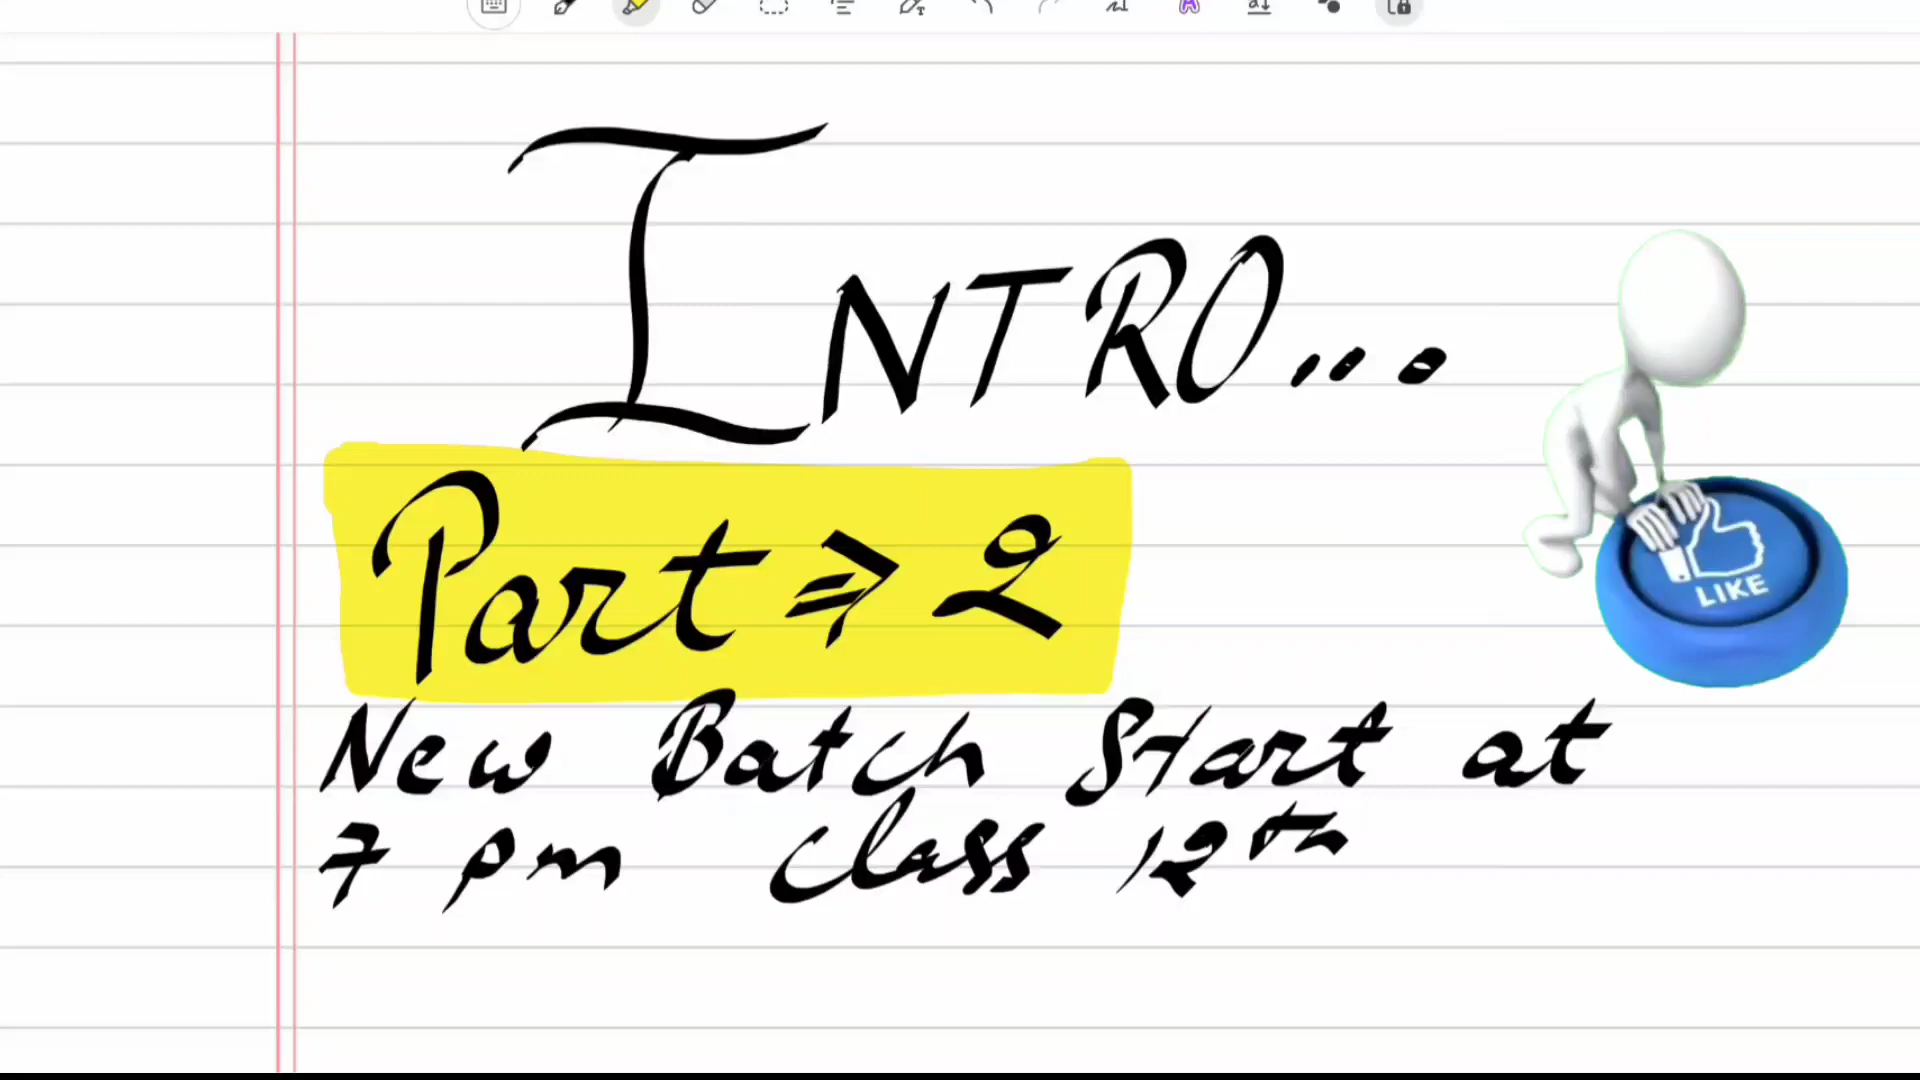 INTRO...
Part ⇒ 2
LIKE
New Batch Start at
7 pm class 12th